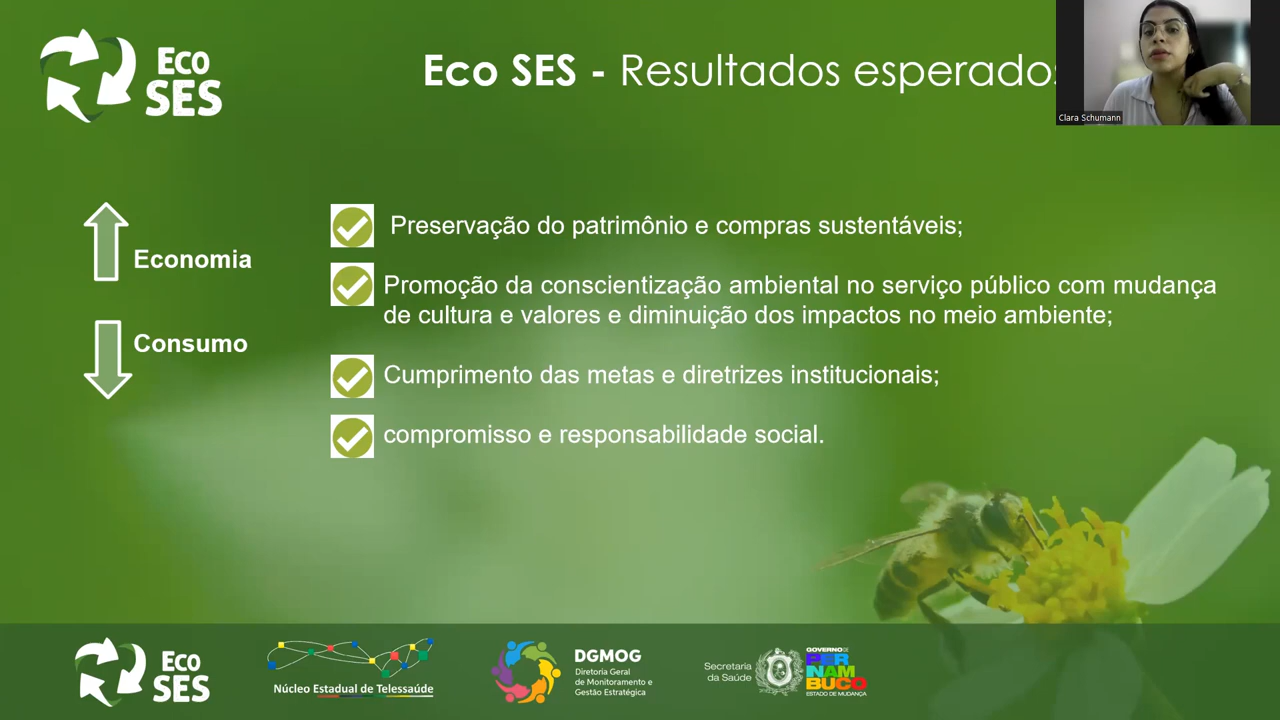 Eco
SES
Eco SES - Resultados esperados
Clara Schumann
Economia
Consumo
Preservação do patrimônio e compras sustentáveis;
Promoção da conscientização ambiental no serviço público com mudança
de cultura e valores e diminuição dos impactos no meio ambiente;
Cumprimento das metas e diretrizes institucionais;
compromisso e responsabilidade social.
Eco
SES
Núcleo Estadual de Telessaúde
DGMOG
Diretoria Geral
de Monitoramento e
Gestão Estratégica
Secretaria
da Saúde
GOVERNO DE
PER
NAM
BUCO
ESTADO DE MUDANÇA